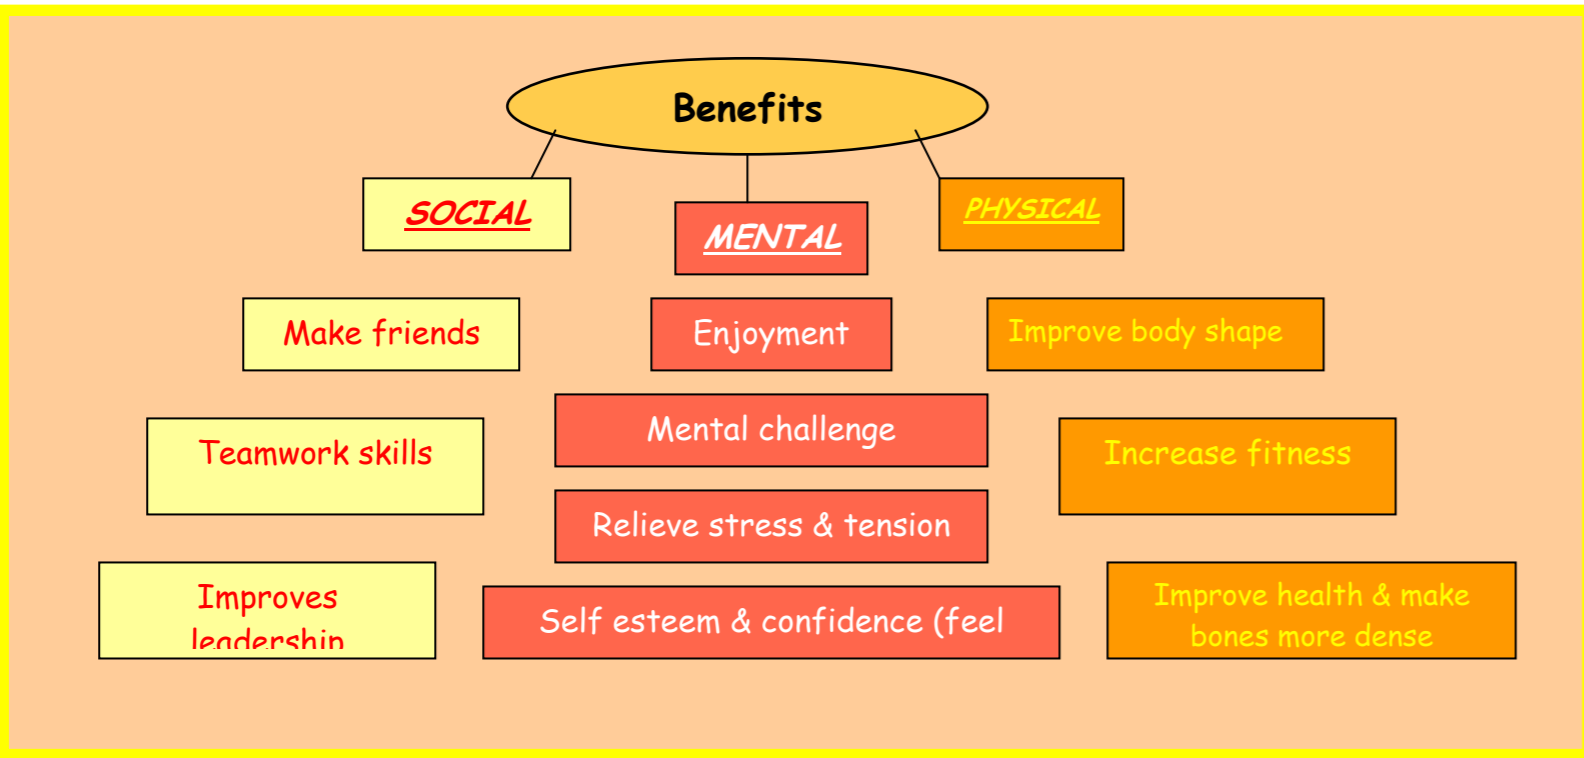 Benefits
SOCIAL
MENTAL
PHYSICAL
Make friends
Enjoyment
Improve body shape
Mental challenge
Teamwork skills
Increase fitness
Relieve stress & tension
Improves
leadership
Self esteem & confidence (feel
Improve health & make
bones more dense